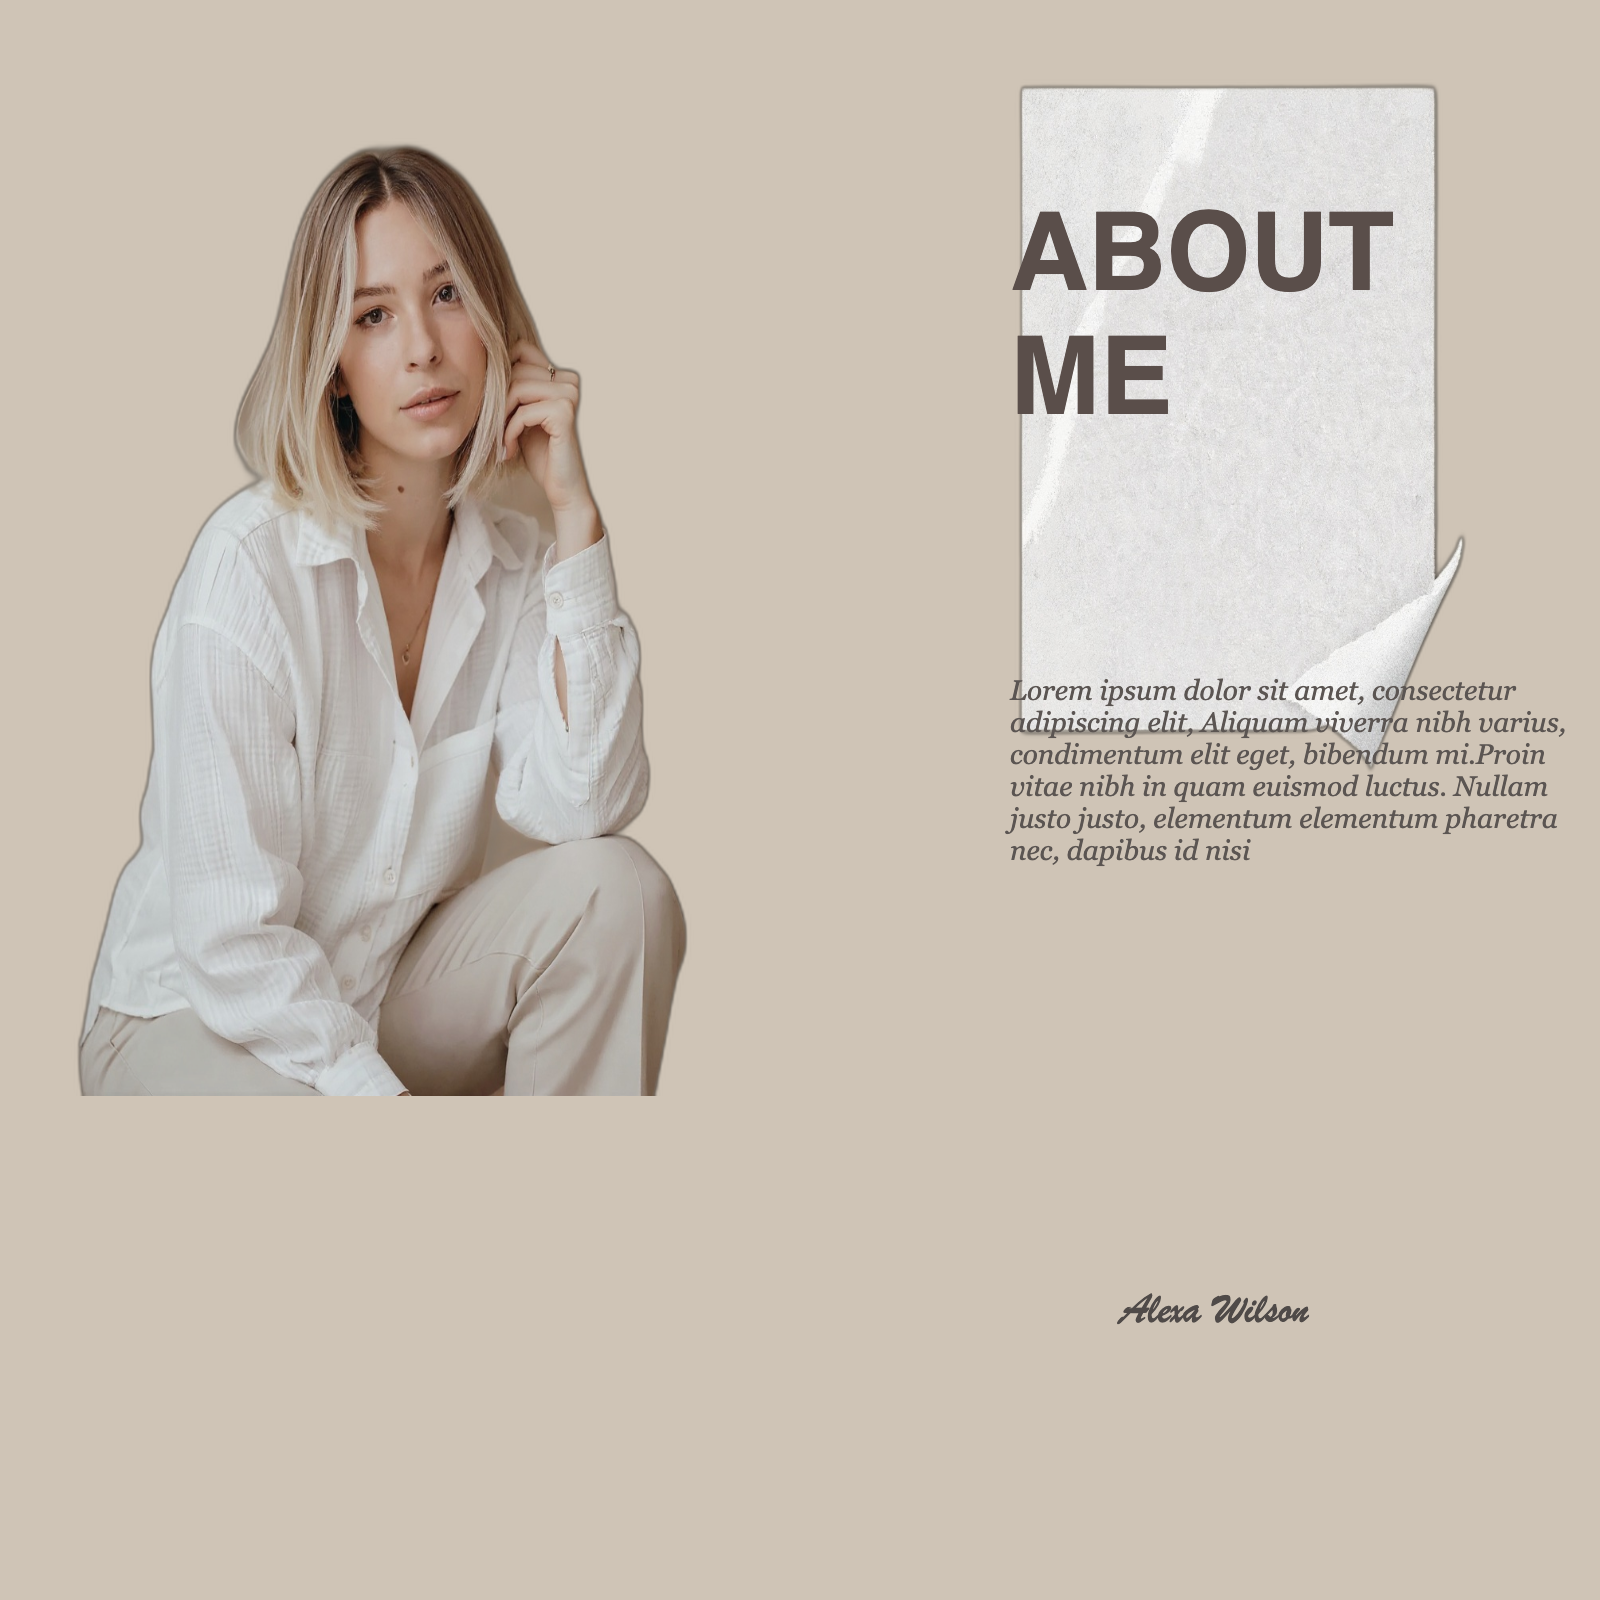 ABOUT
ME
Lorem ipsum dolor sit amet, consectetur
adipiscing elit, Aliquam viverra nibh varius,
condimentum elit eget, bibendum mi.Proin
vitae nibh in quam euismod luctus. Nullam
justo justo, elementum elementum pharetra
nec, dapibus id nisi
Alexa Wilson